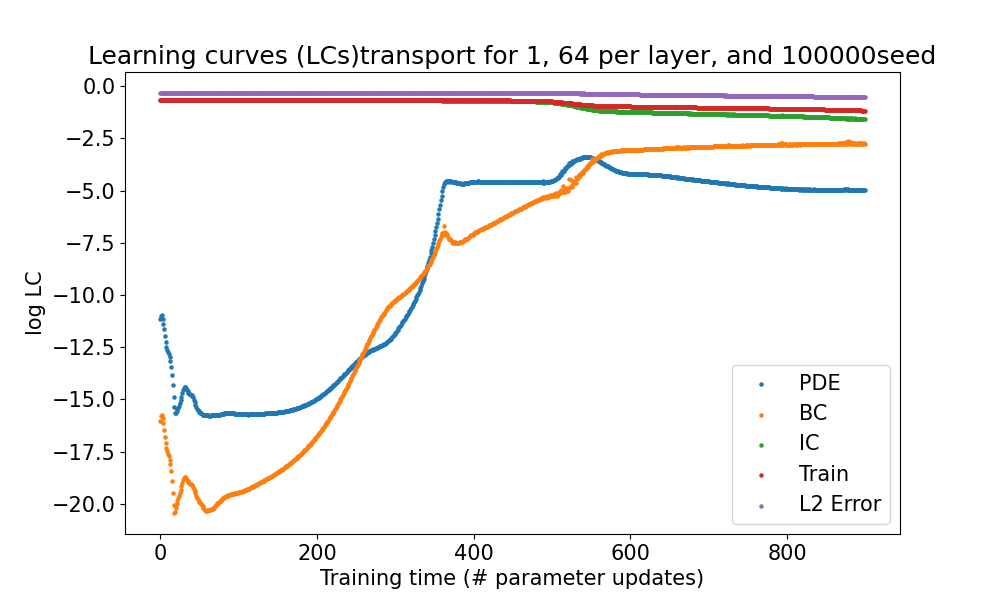 Learning curves (LCs)transport for 1, 64 per layer, and 100000seed
0.0
−2.5
−5.0
−7.5
−10.0
−12.5
−15.0
−17.5
−20.0
log LC
PDE
BC
IC
Train
L2 Error
0 200 400 600 800
Training time (# parameter updates)